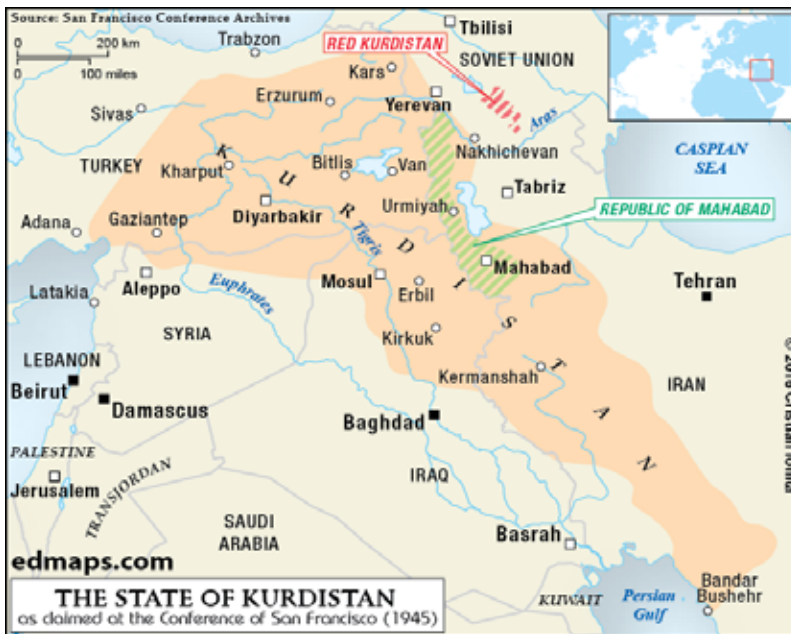 Source: San Francisco Conference Archives
0 200 km
0 100 miles
Trabzon
Tbilisi
RED KURDISTAN
SOVIET UNION
Kars
Erzurum
Yerevan
Sivas
Aras
Nakhichevan
CASPIAN
SEA
TURKEY
Kharput
Bitlis
Van
Tabriz
KURDISTAN
Urmiyah
REPUBLIC OF MAHABAD
Adana
Gaziantep
Diyarbakir
Tigris
Mahabad
Aleppo
Mosul
Erbil
Tehran
Latakia
Euphrates
SYRIA
Kirkuk
LEBANON
Kermanshah
Beirut
IRAN
Damascus
Baghdad
PALESTINE
Jerusalem
TRANSJORDAN
IRAQ
SAUDI
ARABIA
Basrah
edmaps.com
KUWAIT
Persian
Gulf
Bandar
Bushehr
THE STATE OF KURDISTAN
as claimed at the Conference of San Francisco (1945)